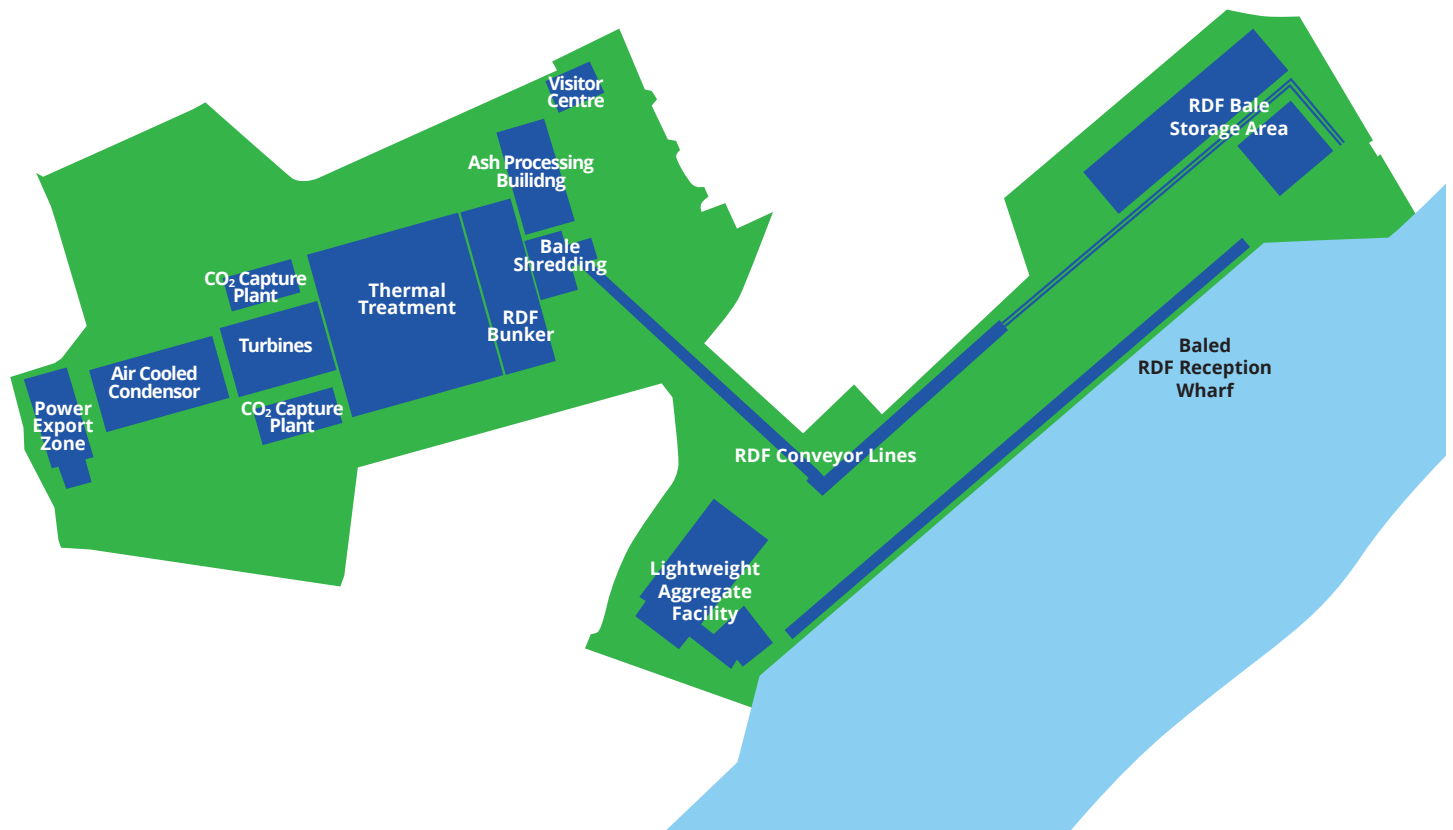 Visitor
Centre
Ash Processing
Builidng
Bale
Shredding
CO₂ Capture
Plant
Thermal
Treatment
RDF
Bunker
Turbines
Air Cooled
Condensor
CO₂ Capture
Plant
Power
Export
Zone
RDF Bale
Storage Area
Baled
RDF Reception
Wharf
RDF Conveyor Lines
Lightweight
Aggregate
Facility